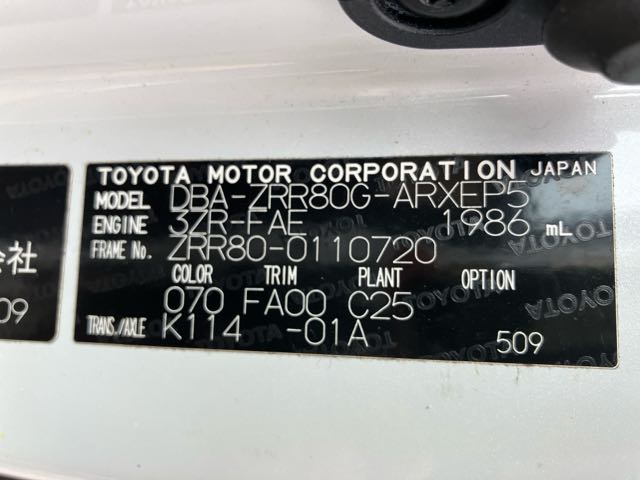 TOYOTA MOTOR CORPORATION JAPAN
MODEL DBA-ZRR80G-ARXEP5
ENGINE 3ZR-FAE 1986 mL
FRAME No. ZRR80-0110720
COLOR TRIM PLANT OPTION
070 FA00 C25
TRANS./AXLE K114 -01A
509
会社
09